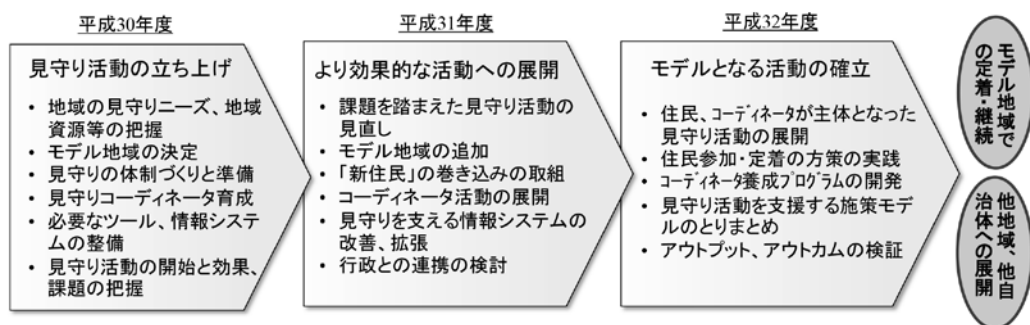 平成30年度
見守り活動の立ち上げ
• 地域の見守りニーズ、地域
資源等の把握
• モデル地域の決定
• 見守りの体制づくりと準備
• 見守りコーディネータ育成
• 必要なツール、情報システ
ムの整備
• 見守り活動の開始と効果、
課題の把握
平成31年度
より効果的な活動への展開
• 課題を踏まえた見守り活動の
見直し
• モデル地域の追加
• 「新住民」の巻き込みの取組
• コーディネータ活動の展開
• 見守りを支える情報システムの
改善、拡張
• 行政との連携の検討
平成32年度
モデルとなる活動の確立
• 住民、コーディネータが主体となった
見守り活動の展開
• 住民参加・定着の方策の実践
• コーディネータ養成プログラムの開発
• 見守り活動を支援する施策モデ
ルのとりまとめ
• アウトプット、アウトカムの検証
モデル地域で
の定着・継続
他地域、他自
治体への展開